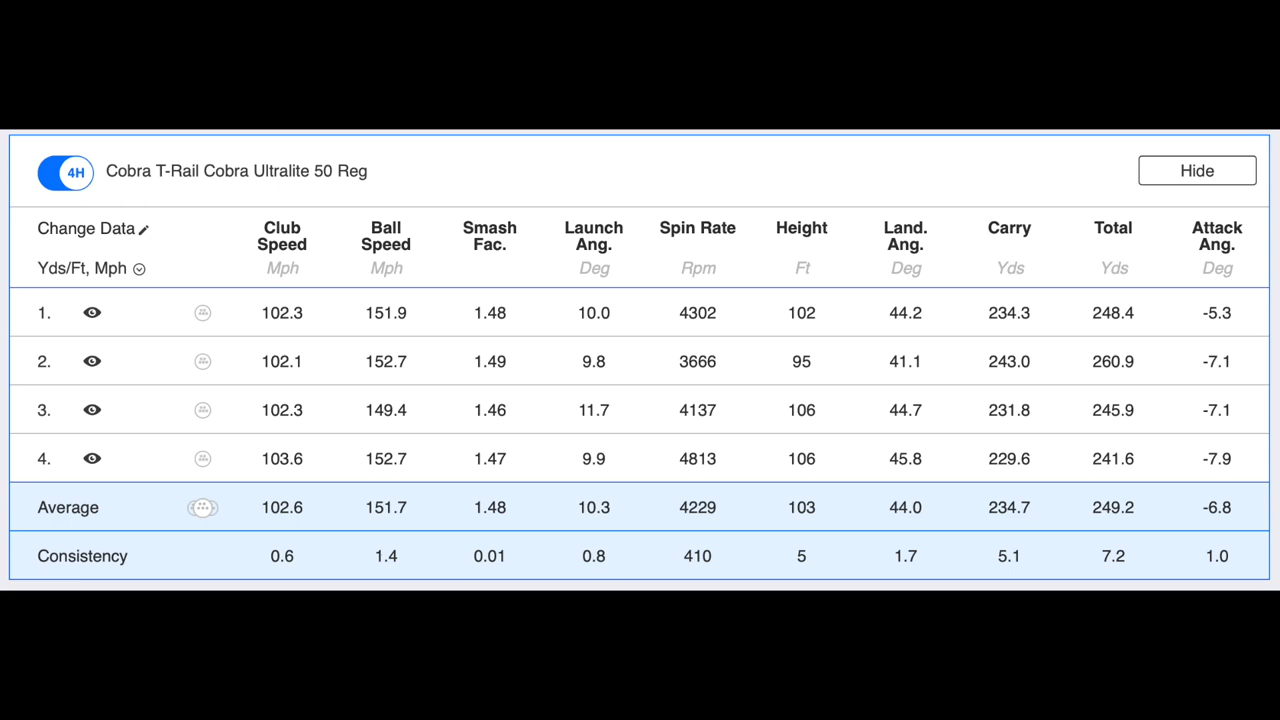 4H Cobra T-Rail Cobra Ultralite 50 Reg Hide
Change Data Club Speed Ball Speed Smash Fac. Launch Ang. Spin Rate Height Land. Ang. Carry Total Attack Ang.
Yds/Ft, Mph Mph Mph Deg Rpm Ft Deg Yds Yds Deg
1. 102.3 151.9 1.48 10.0 4302 102 44.2 234.3 248.4 -5.3
2. 102.1 152.7 1.49 9.8 3666 95 41.1 243.0 260.9 -7.1
3. 102.3 149.4 1.46 11.7 4137 106 44.7 231.8 245.9 -7.1
4. 103.6 152.7 1.47 9.9 4813 106 45.8 229.6 241.6 -7.9
Average 102.6 151.7 1.48 10.3 4229 103 44.0 234.7 249.2 -6.8
Consistency 0.6 1.4 0.01 0.8 410 5 1.7 5.1 7.2 1.0